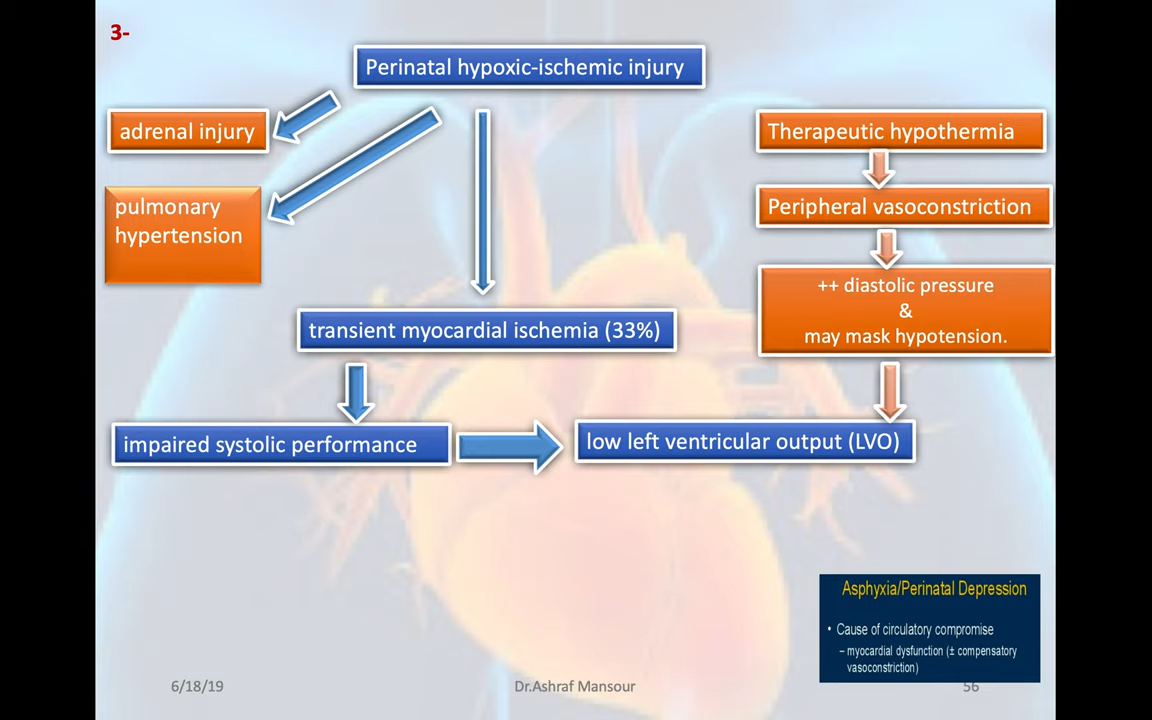 3-
Perinatal hypoxic-ischemic injury
adrenal injury
Therapeutic hypothermia
pulmonary
hypertension
Peripheral vasoconstriction
++ diastolic pressure
&
may mask hypotension.
transient myocardial ischemia (33%)
impaired systolic performance
low left ventricular output (LVO)
Asphyxia/Perinatal Depression
• Cause of circulatory compromise
– myocardial dysfunction (± compensatory
vasoconstriction)
6/18/19
Dr.Ashraf Mansour
56